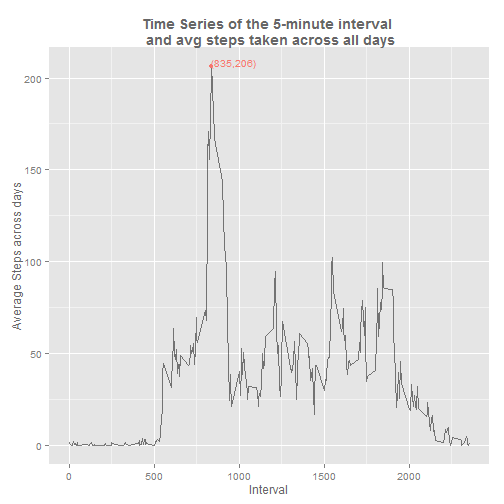 Time Series of the 5-minute interval
and avg steps taken across all days
(835,206)
200
150
100
50
0
Average Steps across days
0
500
1000
1500
2000
Interval